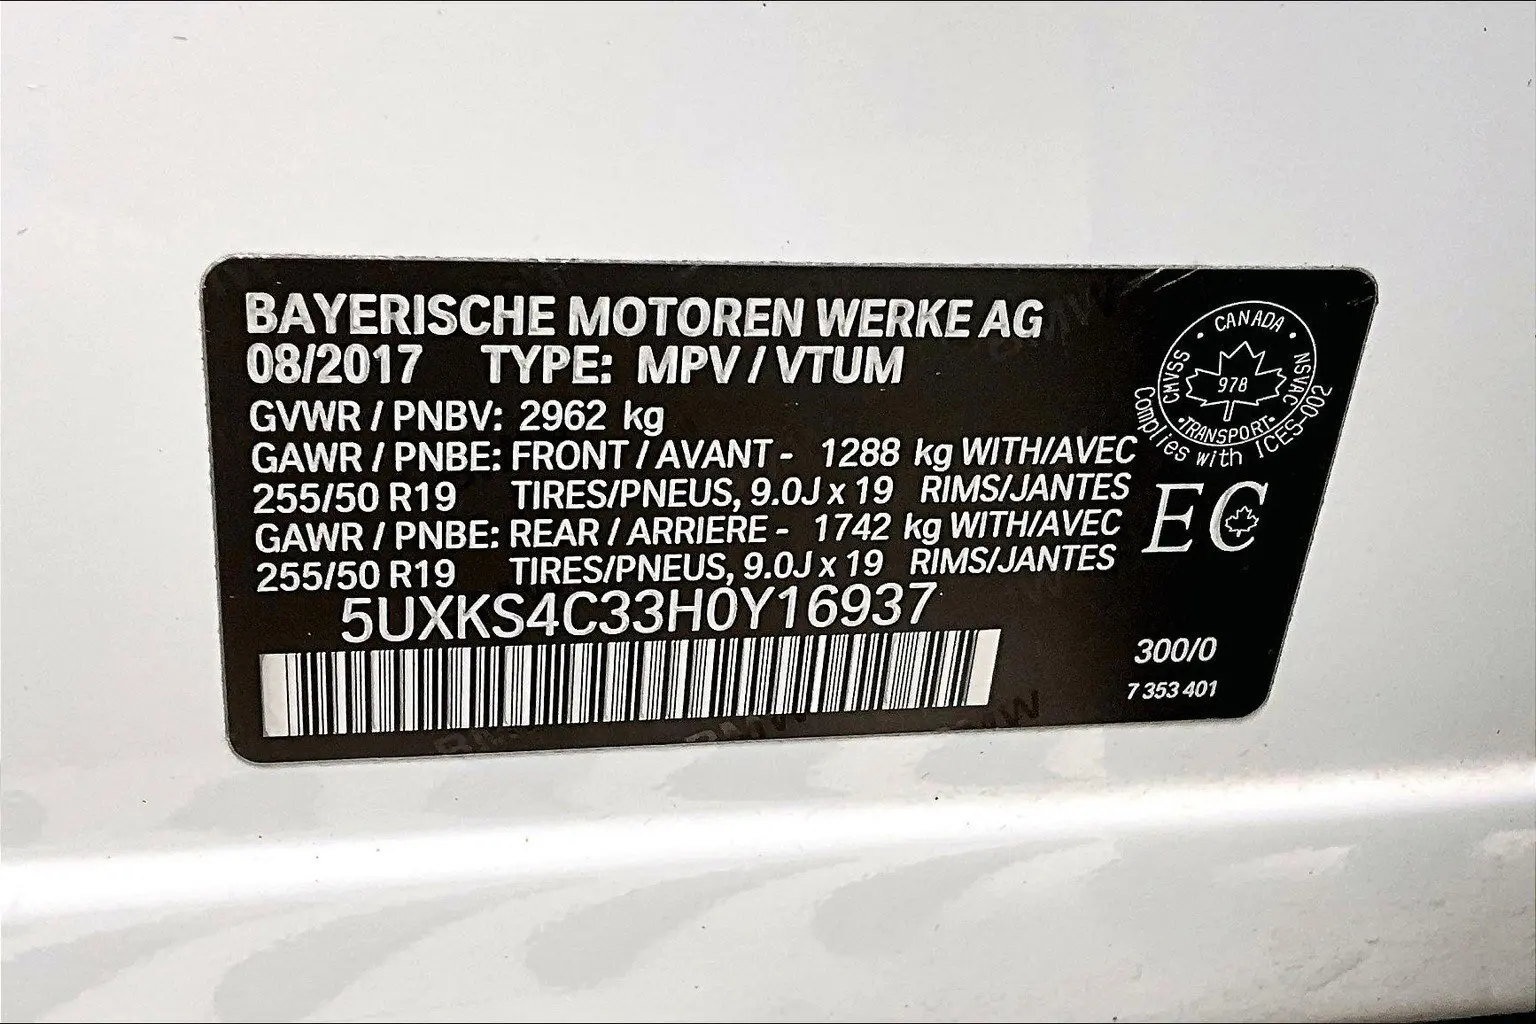 BAYERISCHE MOTOREN WERKE AG
08/2017 TYPE: MPV / VTUM
GVWR / PNBV: 2962 kg
GAWR / PNBE: FRONT / AVANT - 1288 kg WITH/AVEC
255/50 R19 TIRES/PNEUS, 9.0J x 19 RIMS/JANTES
GAWR / PNBE: REAR / ARRIERE - 1742 kg WITH/AVEC
255/50 R19 TIRES/PNEUS, 9.0J x 19 RIMS/JANTES
5UXKS4C33H0Y16937
CANADA
CMVSS
978
NSVAC
TRANSPORT
Complies with ICES-002
EC
300/0
7 353 401
BMW
BMW
BMW